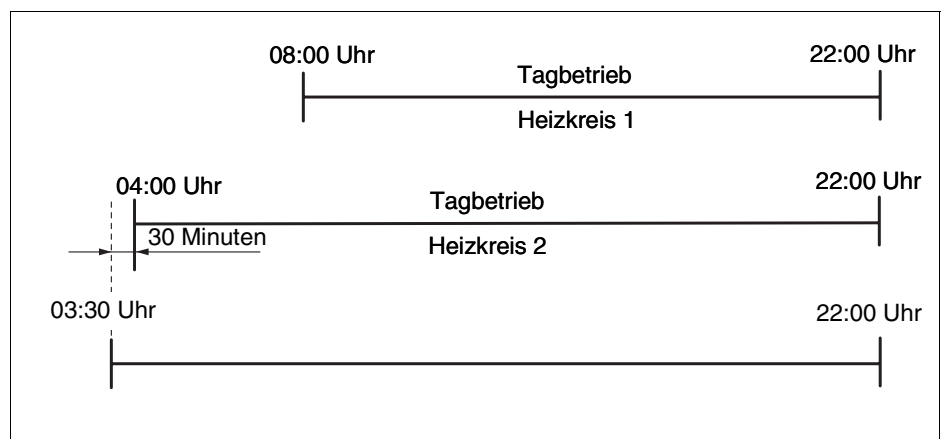 08:00 Uhr
22:00 Uhr
Tagbetrieb
Heizkreis 1
04:00 Uhr
22:00 Uhr
Tagbetrieb
30 Minuten
Heizkreis 2
03:30 Uhr
22:00 Uhr